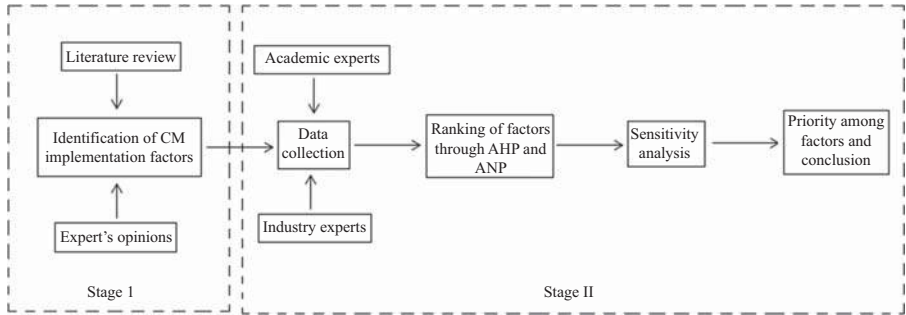 Literature review
Identification of CM
implementation factors
Expert's opinions
Stage 1
Academic experts
Data
collection
Industry experts
Ranking of factors
through AHP and
ANP
Sensitivity
analysis
Priority among
factors and
conclusion
Stage II